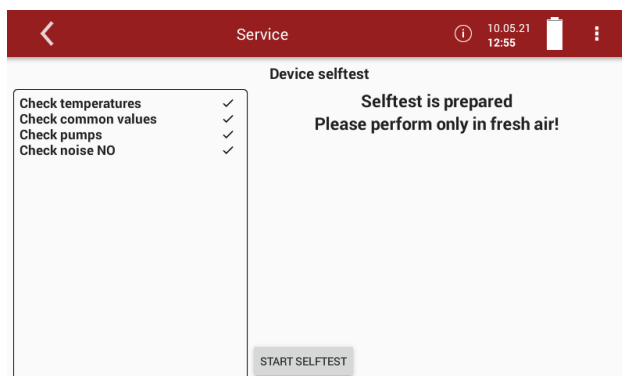 Service
10.05.21
12:55
Device selftest
Check temperatures
Check common values
Check pumps
Check noise NO
Selftest is prepared
Please perform only in fresh air!
START SELFTEST